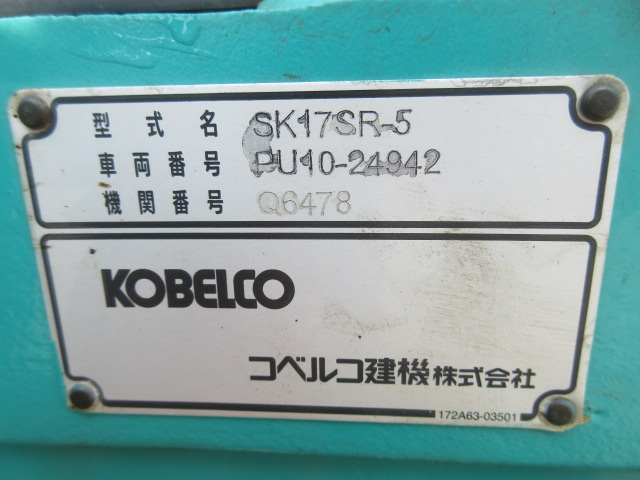 型式名 SK17SR-5
車両番号 PU10-24942
機関番号 Q6478
KOBELCO
コベルコ建機株式会社
172A63-03501